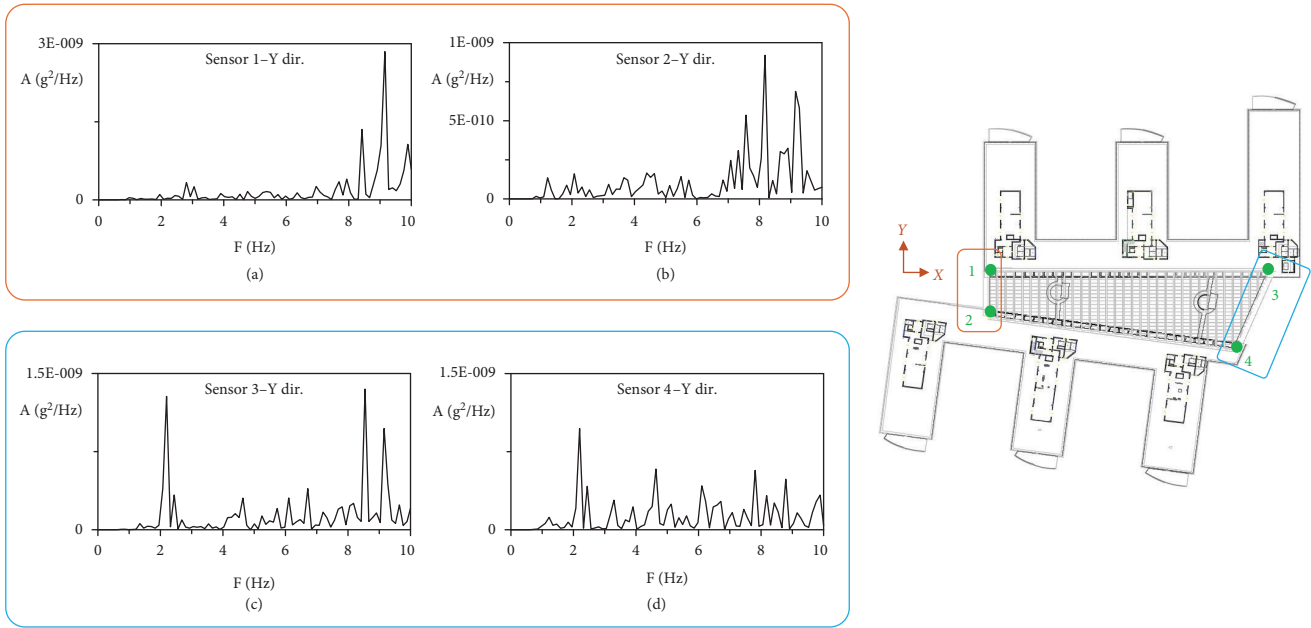 3E-009
Sensor 1–Y dir.
A (g²/Hz)
0
0 2 4 6 8 10
F (Hz)
(a)
1E-009
Sensor 2–Y dir.
A (g²/Hz)
5E-010
0
0 2 4 6 8 10
F (Hz)
(b)
1.5E-009
Sensor 3–Y dir.
A (g²/Hz)
0
0 2 4 6 8 10
F (Hz)
(c)
1.5E-009
Sensor 4–Y dir.
A (g²/Hz)
0
0 2 4 6 8 10
F (Hz)
(d)
Y
X
1
2
3
4